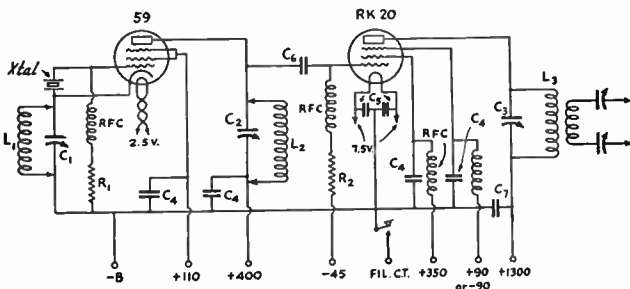 59
RK 20
Xtal
C6
L3
L1
C1
RFC
R1
2.5 V.
C2
L2
RFC
R2
C5
7.5V.
C4
RFC
C4
C3
C4
C4
C7
-B
+110
+400
-45
FIL. C.T.
+350
+90
or -90
+1300